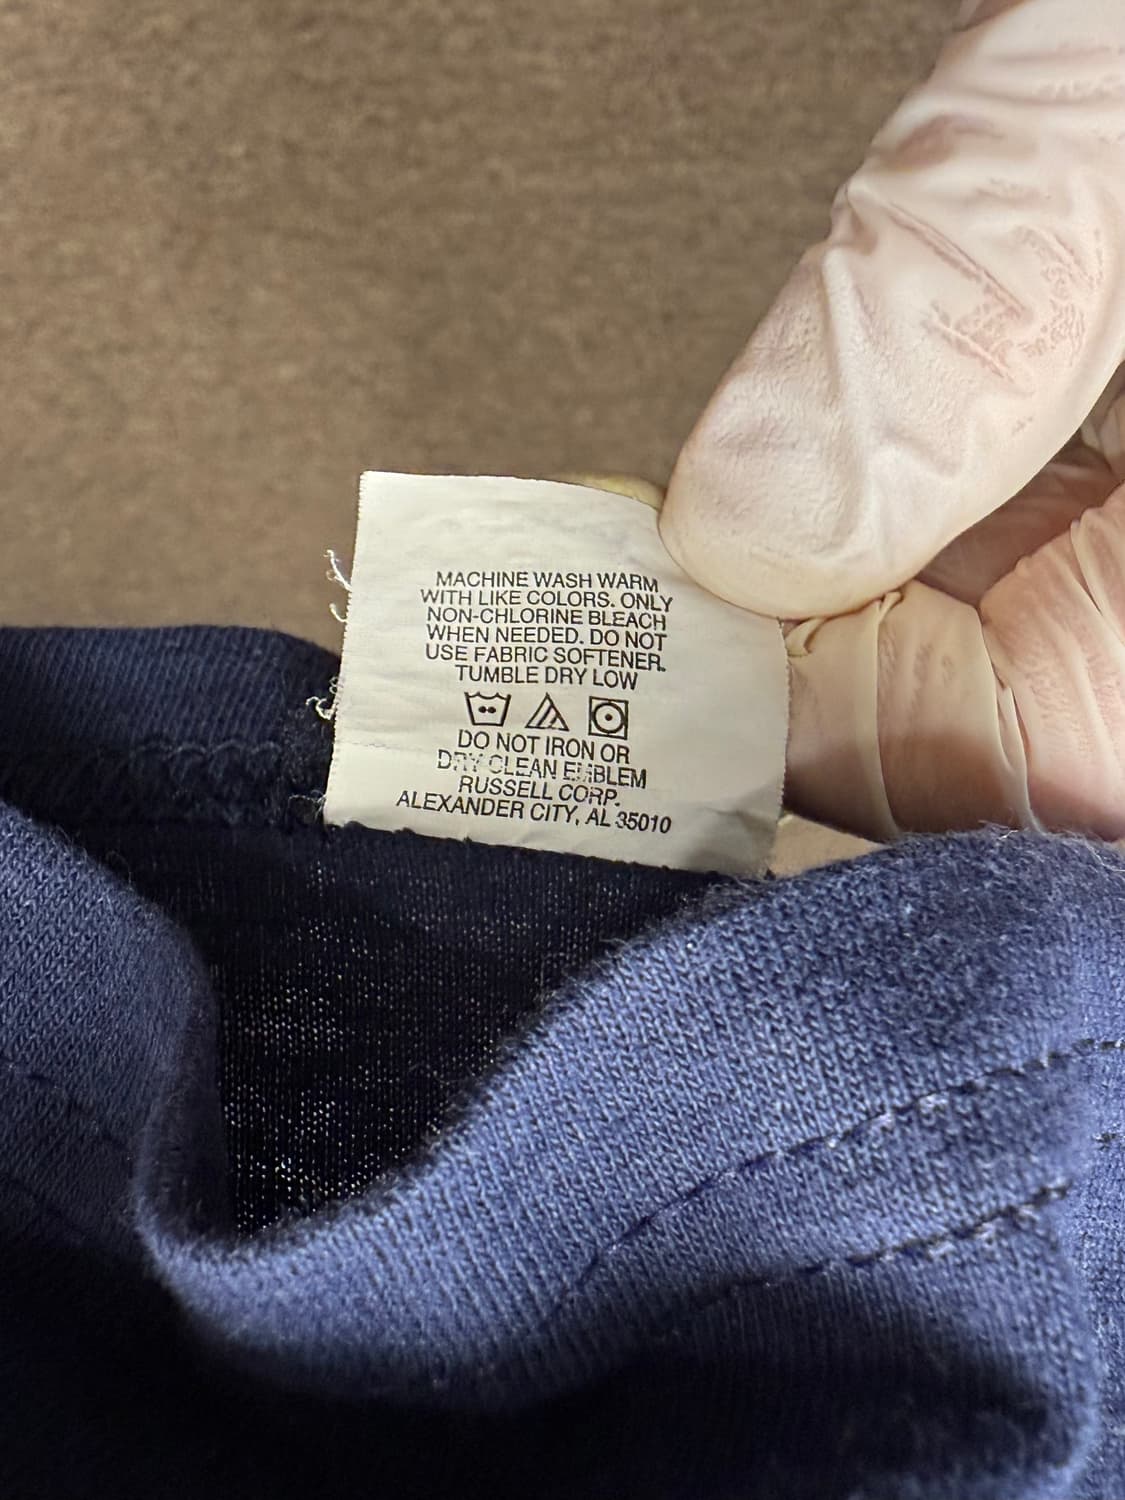 MACHINE WASH WARM
WITH LIKE COLORS. ONLY
NON-CHLORINE BLEACH
WHEN NEEDED. DO NOT
USE FABRIC SOFTENER.
TUMBLE DRY LOW
DO NOT IRON OR
DRY CLEAN EMBLEM
RUSSELL CORP.
ALEXANDER CITY, AL 35010